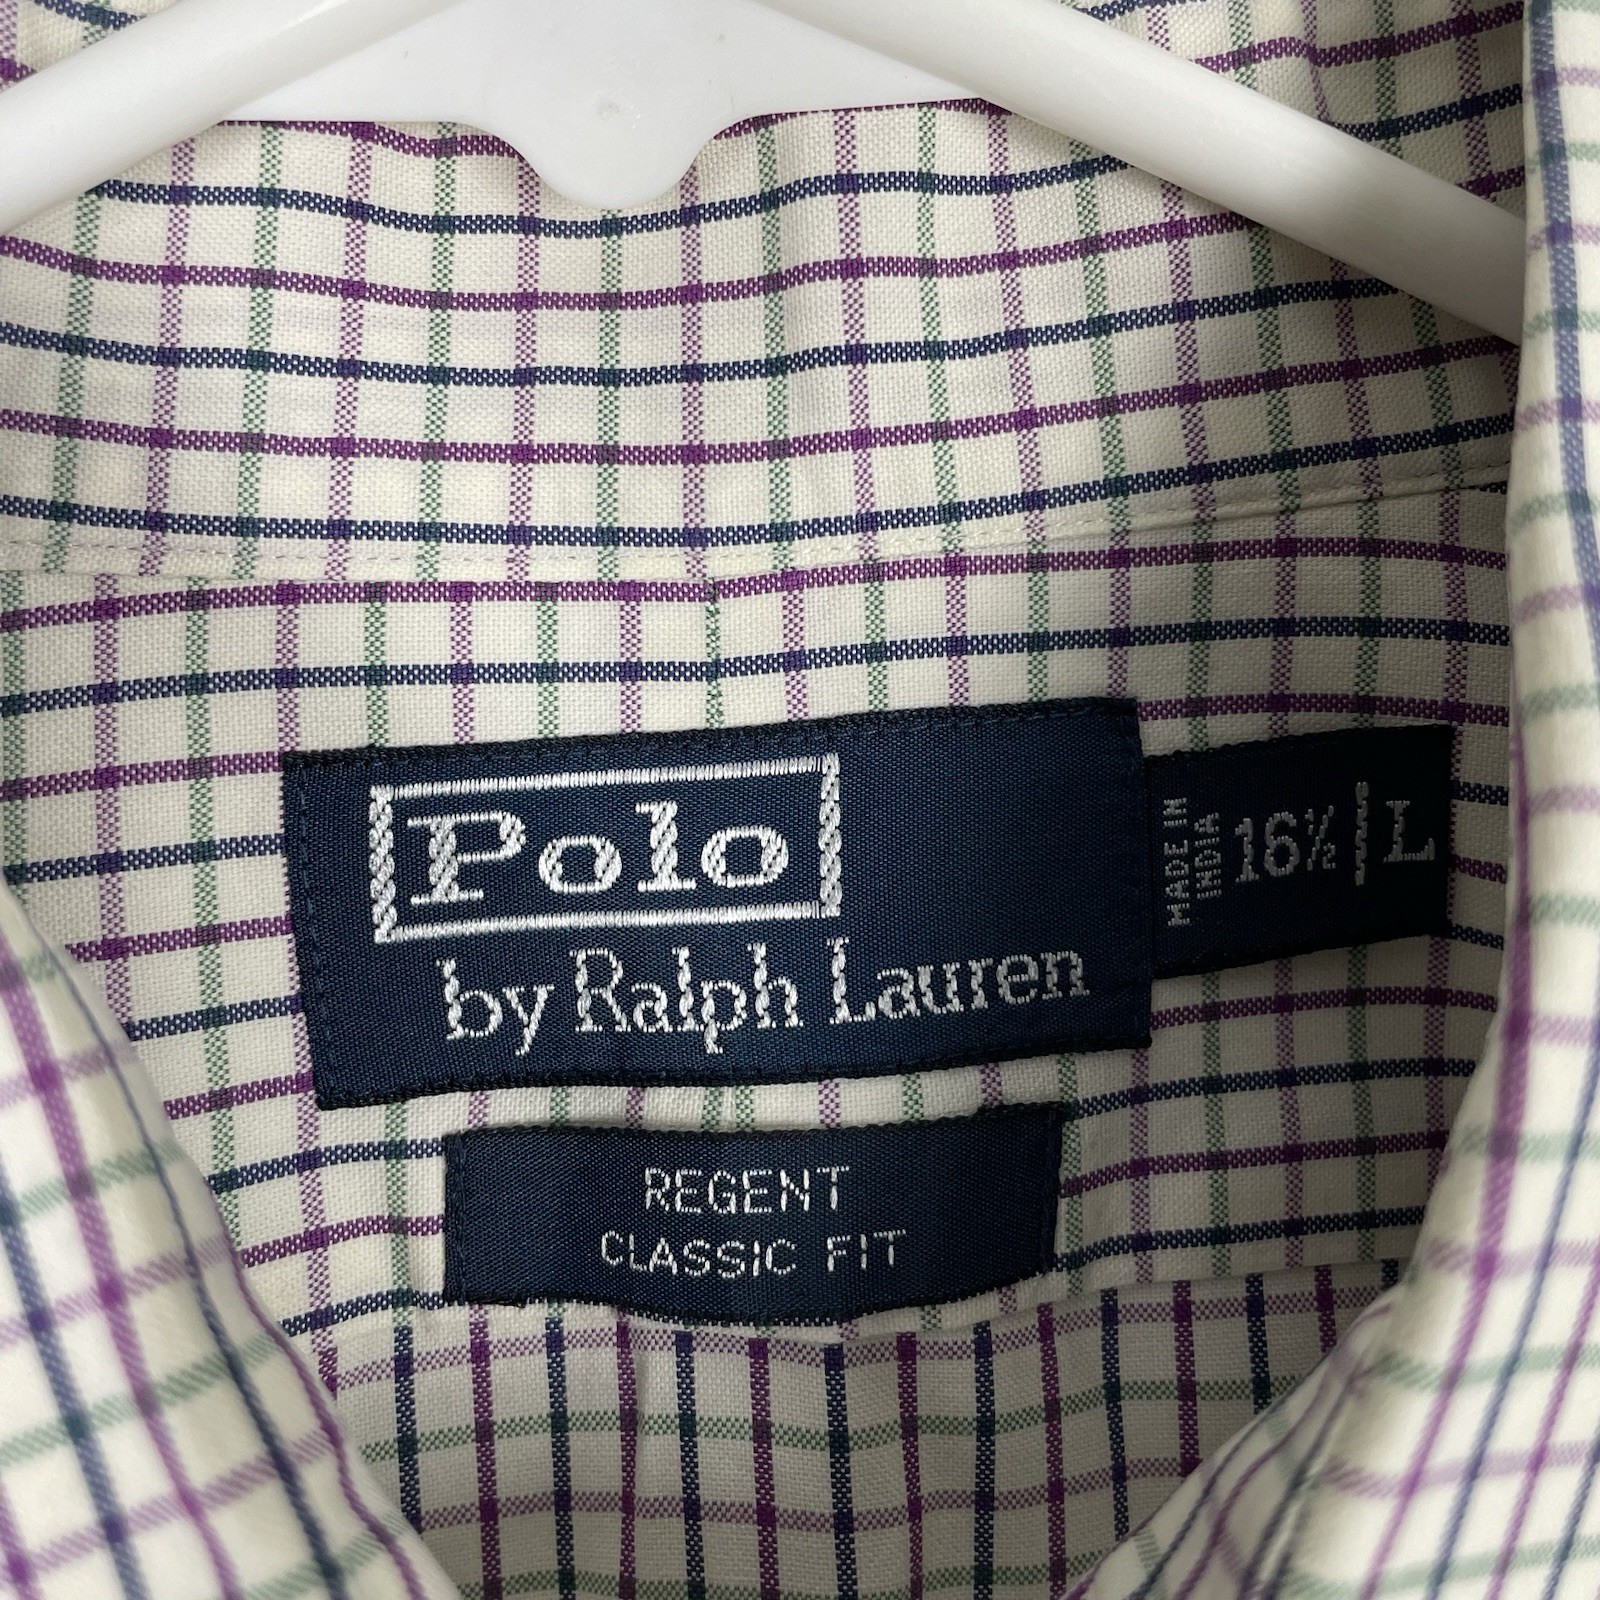 Polo
by Ralph Lauren
MADE IN
INDIA
16½ | L
REGENT
CLASSIC FIT